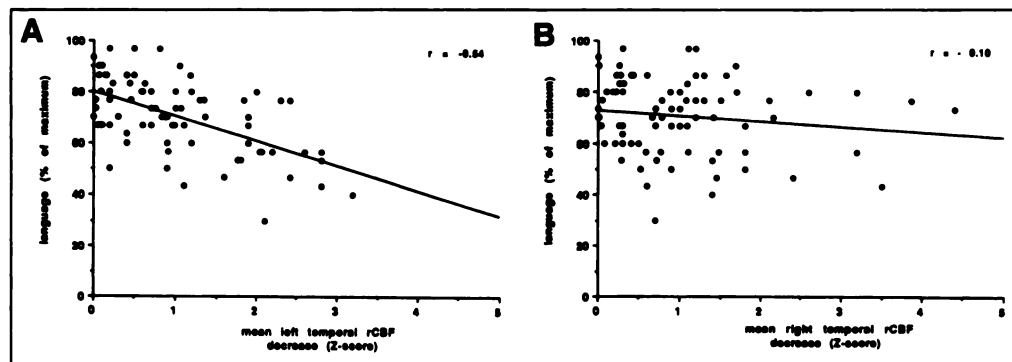 A
r = -0.54
language (% of maximum)
100
80
60
40
20
0
0 1 2 3 4 5
mean left temporal rCBF
decrease (Z-score)
B
r = - 0.10
language (% of maximum)
100
80
60
40
20
0
0 1 2 3 4 5
mean right temporal rCBF
decrease (Z-score)